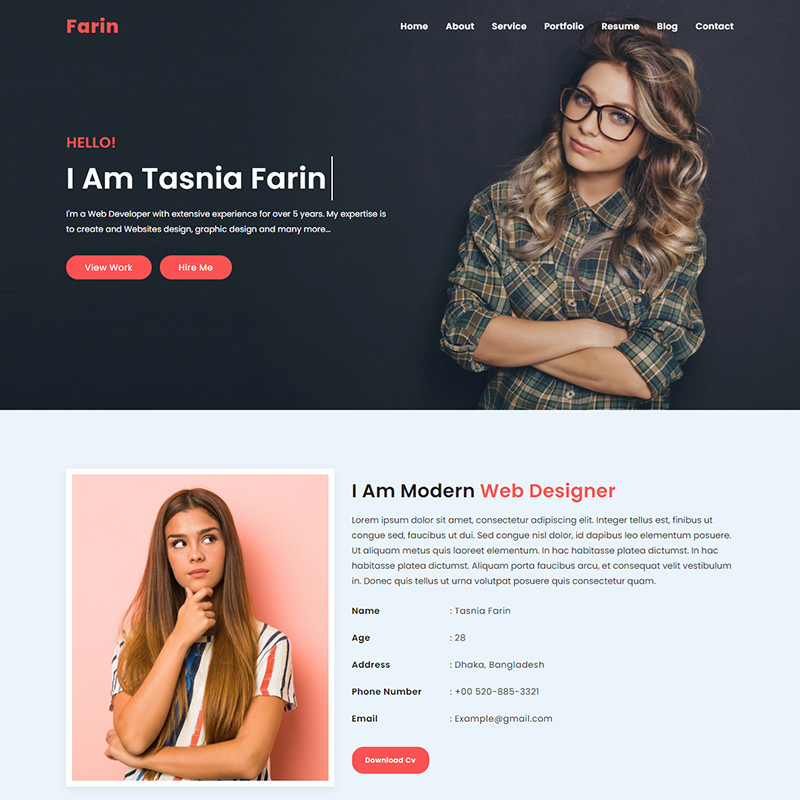 Farin
Home About Service Portfolio Resume Blog Contact
HELLO!
I Am Tasnia Farin
I'm a Web Developer with extensive experience for over 5 years. My expertise is
to create and Websites design, graphic design and many more...
View Work Hire Me
I Am Modern Web Designer
Lorem ipsum dolor sit amet, consectetur adipiscing elit. Integer tellus est, finibus ut
congue sed, faucibus ut dui. Sed congue nisl dolor, id dapibus leo elementum posuere.
Ut aliquam metus quis laoreet elementum. In hac habitasse platea dictumst. In hac
habitasse platea dictumst. Aliquam porta faucibus arcu, et consequat velit vestibulum
in. Donec quis tellus ut urna volutpat posuere quis consectetur quam.
Name : Tasnia Farin
Age : 28
Address : Dhaka, Bangladesh
Phone Number : +00 520-885-3321
Email : Example@gmail.com
Download Cv